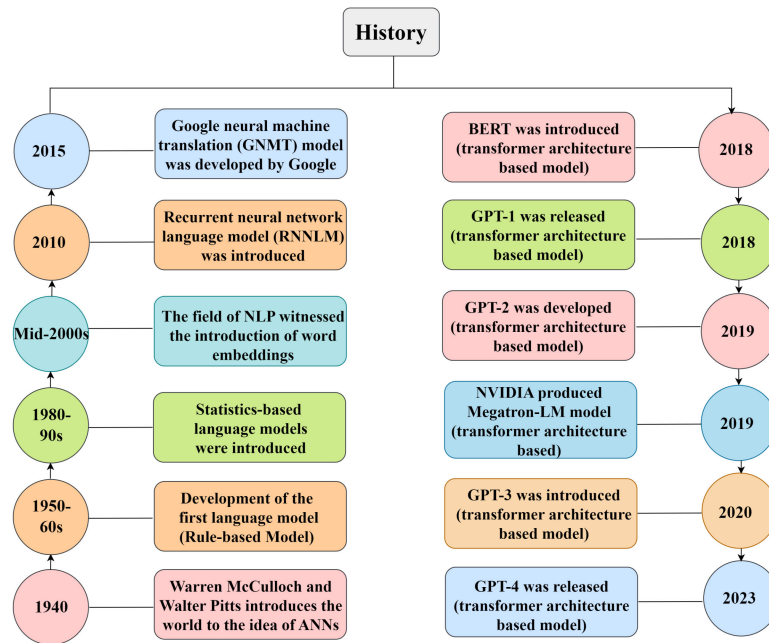 History
2015
Google neural machine
translation (GNMT) model
was developed by Google
2010
Recurrent neural network
language model (RNNLM)
was introduced
Mid-2000s
The field of NLP witnessed
the introduction of word
embeddings
1980-
90s
Statistics-based
language models
were introduced
1950-
60s
Development of the
first language model
(Rule-based Model)
1940
Warren McCulloch and
Walter Pitts introduces the
world to the idea of ANNs
BERT was introduced
(transformer architecture
based model)
2018
GPT-1 was released
(transformer architecture
based model)
2018
GPT-2 was developed
(transformer architecture
based model)
2019
NVIDIA produced
Megatron-LM model
(transformer architecture
based)
2019
GPT-3 was introduced
(transformer architecture
based model)
2020
GPT-4 was released
(transformer architecture
based model)
2023